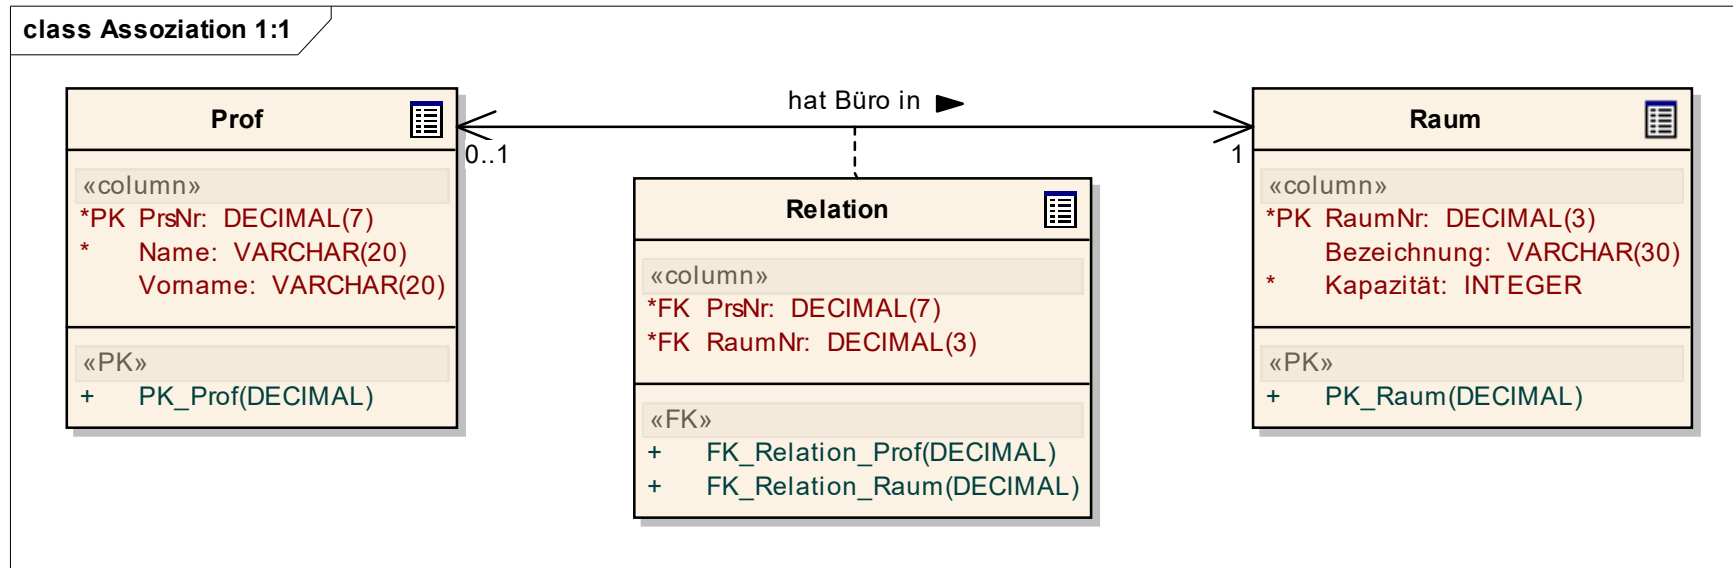 class Assoziation 1:1
hat Büro in
0..1
1
Prof
«column»
*PK PrsNr: DECIMAL(7)
* Name: VARCHAR(20)
Vorname: VARCHAR(20)
«PK»
+ PK_Prof(DECIMAL)
Relation
«column»
*FK PrsNr: DECIMAL(7)
*FK RaumNr: DECIMAL(3)
«FK»
+ FK_Relation_Prof(DECIMAL)
+ FK_Relation_Raum(DECIMAL)
Raum
«column»
*PK RaumNr: DECIMAL(3)
Bezeichnung: VARCHAR(30)
* Kapazität: INTEGER
«PK»
+ PK_Raum(DECIMAL)